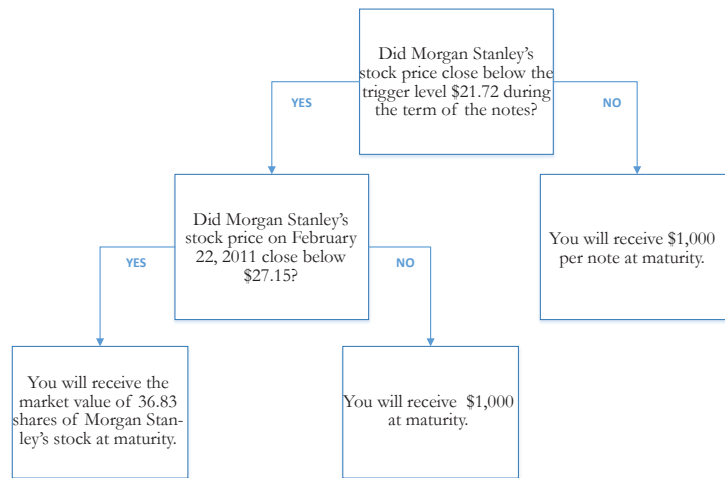 Did Morgan Stanley's
stock price close below the
trigger level $21.72 during
the term of the notes?
YES
NO
Did Morgan Stanley's
stock price on February
22, 2011 close below
$27.15?
You will receive $1,000
per note at maturity.
YES
NO
You will receive the
market value of 36.83
shares of Morgan Stan-
ley's stock at maturity.
You will receive $1,000
at maturity.